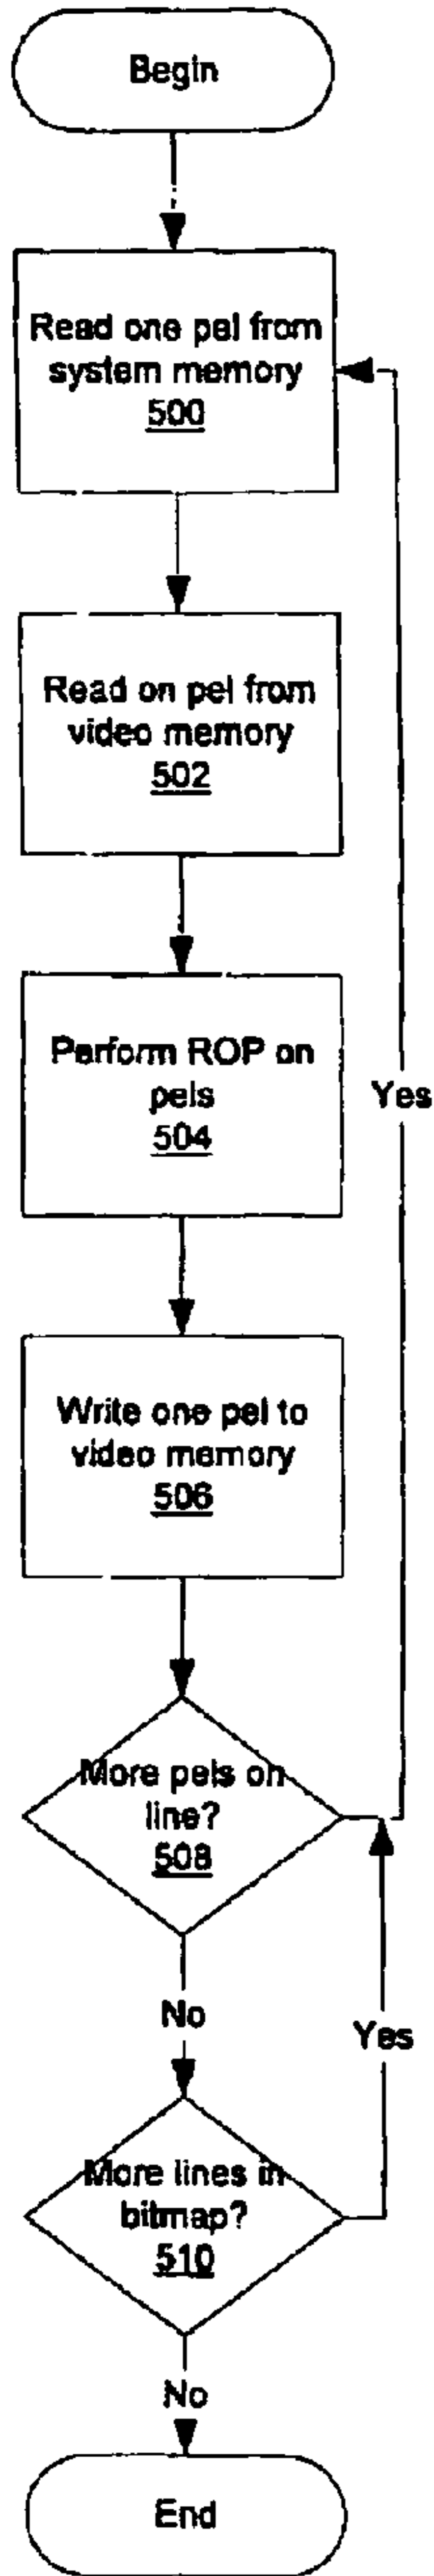 Begin
Read one pel from
system memory
500
Read on pel from
video memory
502
Perform ROP on
pels
504
Yes
Write one pel to
video memory
506
More pels on
line?
508
No
Yes
More lines in
bitmap?
510
No
End